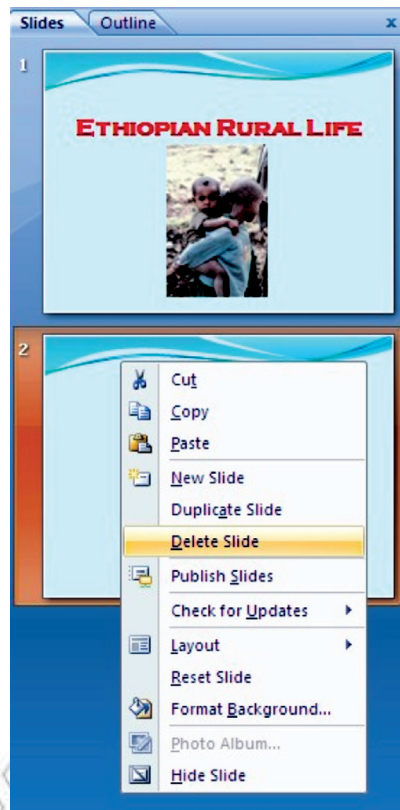 Slides Outline x
1
ETHIOPIAN RURAL LIFE
2
Cut
Copy
Paste
New Slide
Duplicate Slide
Delete Slide
Publish Slides
Check for Updates
Layout
Reset Slide
Format Background...
Photo Album...
Hide Slide